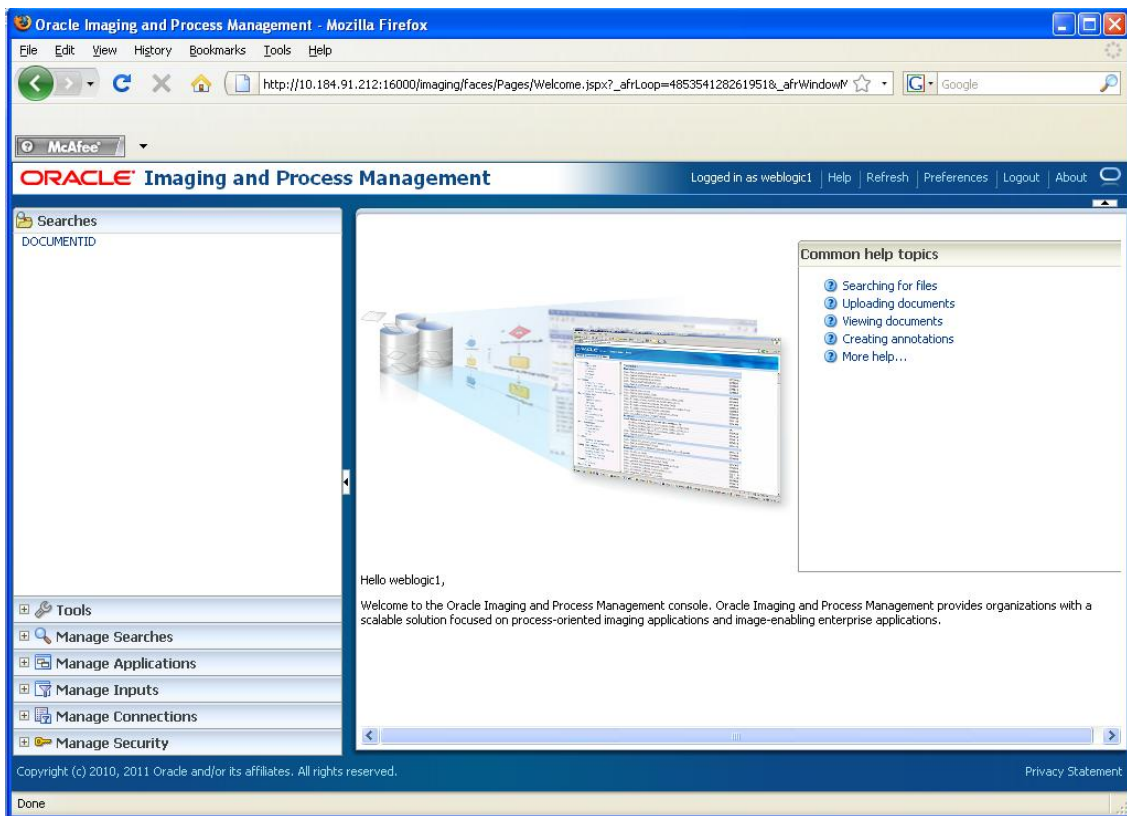 Oracle Imaging and Process Management - Mozilla Firefox
File Edit View History Bookmarks Tools Help
http://10.184.91.212:16000/imaging/faces/Pages/Welcome.jspx?_afrLoop=4853541282619518&_afrWindowM
Google
McAfee
ORACLE Imaging and Process Management
Logged in as weblogic1 Help Refresh Preferences Logout About
Searches
DOCUMENTID
Common help topics
Searching for files
Uploading documents
Viewing documents
Creating annotations
More help...
Hello weblogic1,
Welcome to the Oracle Imaging and Process Management console. Oracle Imaging and Process Management provides organizations with a
scalable solution focused on process-oriented imaging applications and image-enabling enterprise applications.
Tools
Manage Searches
Manage Applications
Manage Inputs
Manage Connections
Manage Security
Copyright (c) 2010, 2011 Oracle and/or its affiliates. All rights reserved.
Privacy Statement
Done